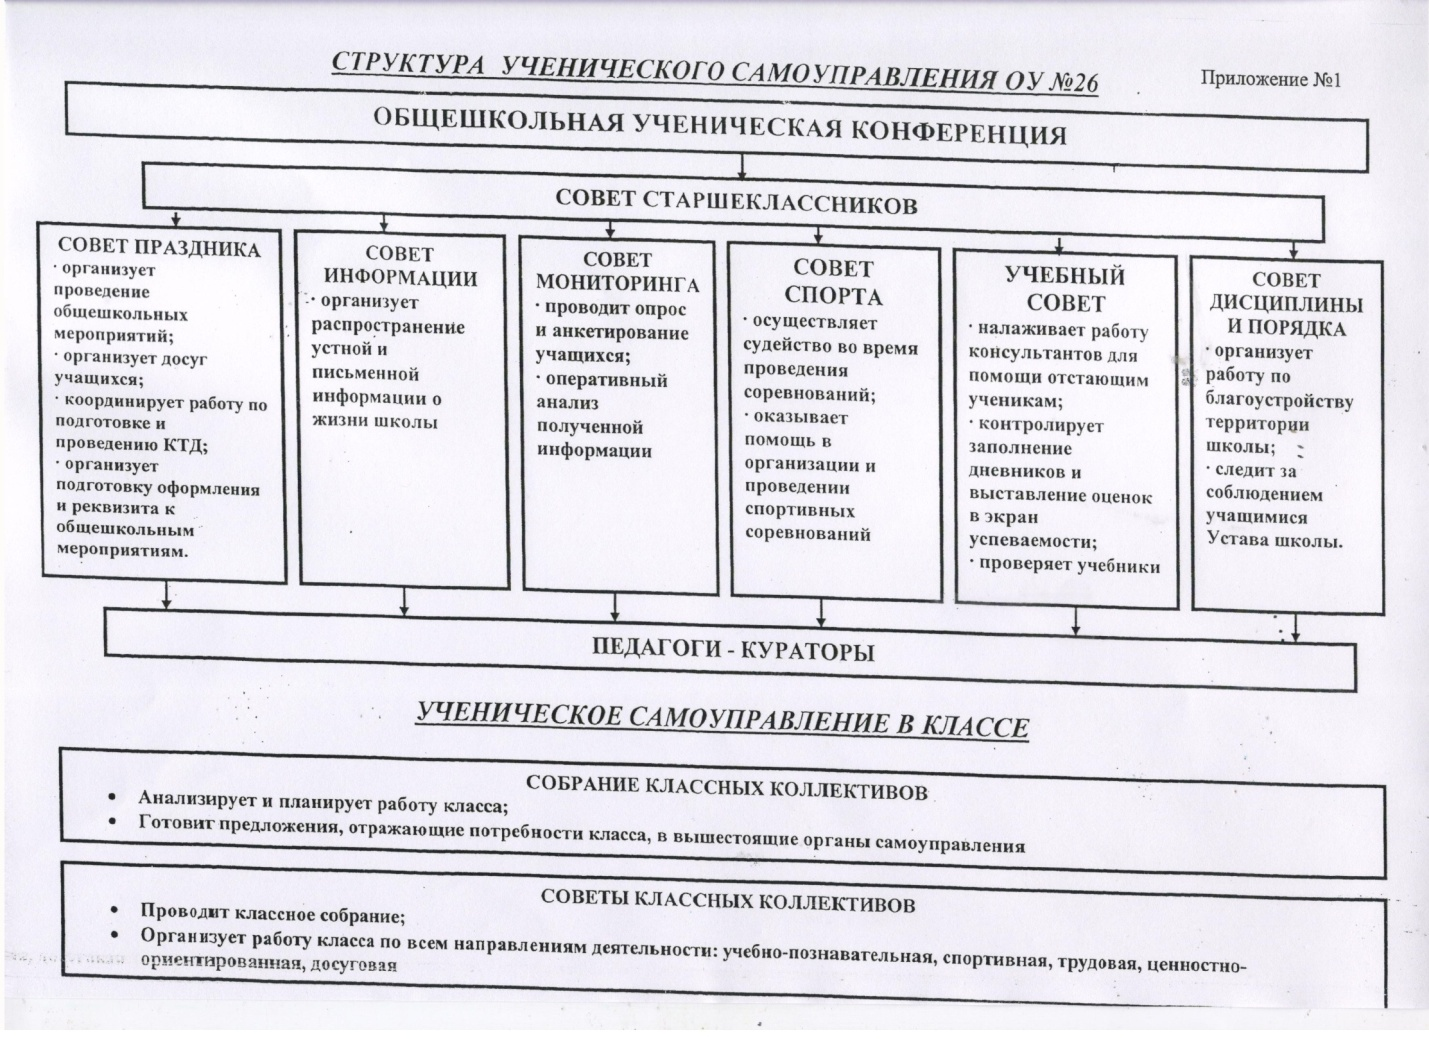 СТРУКТУРА УЧЕНИЧЕСКОГО САМОУПРАВЛЕНИЯ ОУ №26
Приложение №1
ОБЩЕШКОЛЬНАЯ УЧЕНИЧЕСКАЯ КОНФЕРЕНЦИЯ
СОВЕТ СТАРШЕКЛАССНИКОВ
СОВЕТ ПРАЗДНИКА
· организует
проведение
общешкольных
мероприятий;
· организует досуг
учащихся;
· координирует работу по
подготовке и
проведению КТД;
· организует
подготовку оформления
и реквизита к
общешкольным
мероприятиям.
СОВЕТ
ИНФОРМАЦИИ
· организует
распространение
устной и
письменной
информации о
жизни школы
СОВЕТ
МОНИТОРИНГА
· проводит опрос
и анкетирование
учащихся;
· оперативный
анализ
полученной
информации
СОВЕТ
СПОРТА
· осуществляет
судейство во время
проведения
соревнований;
· оказывает
помощь в
организации и
проведении
спортивных
соревнований
УЧЕБНЫЙ
СОВЕТ
· налаживает работу
консультантов для
помощи отстающим
ученикам;
· контролирует
заполнение
дневников и
выставление оценок
в экран
успеваемости;
· проверяет учебники
СОВЕТ
ДИСЦИПЛИНЫ
И ПОРЯДКА
· организует
работу по
благоустройству
территории
школы;
· следит за
соблюдением
учащимися
Устава школы.
ПЕДАГОГИ - КУРАТОРЫ
УЧЕНИЧЕСКОЕ САМОУПРАВЛЕНИЕ В КЛАССЕ
СОБРАНИЕ КЛАССНЫХ КОЛЛЕКТИВОВ
• Анализирует и планирует работу класса;
• Готовит предложения, отражающие потребности класса, в вышестоящие органы самоуправления
СОВЕТЫ КЛАССНЫХ КОЛЛЕКТИВОВ
• Проводит классное собрание;
• Организует работу класса по всем направлениям деятельности: учебно-познавательная, спортивная, трудовая, ценностно-
ориентированная, досуговая